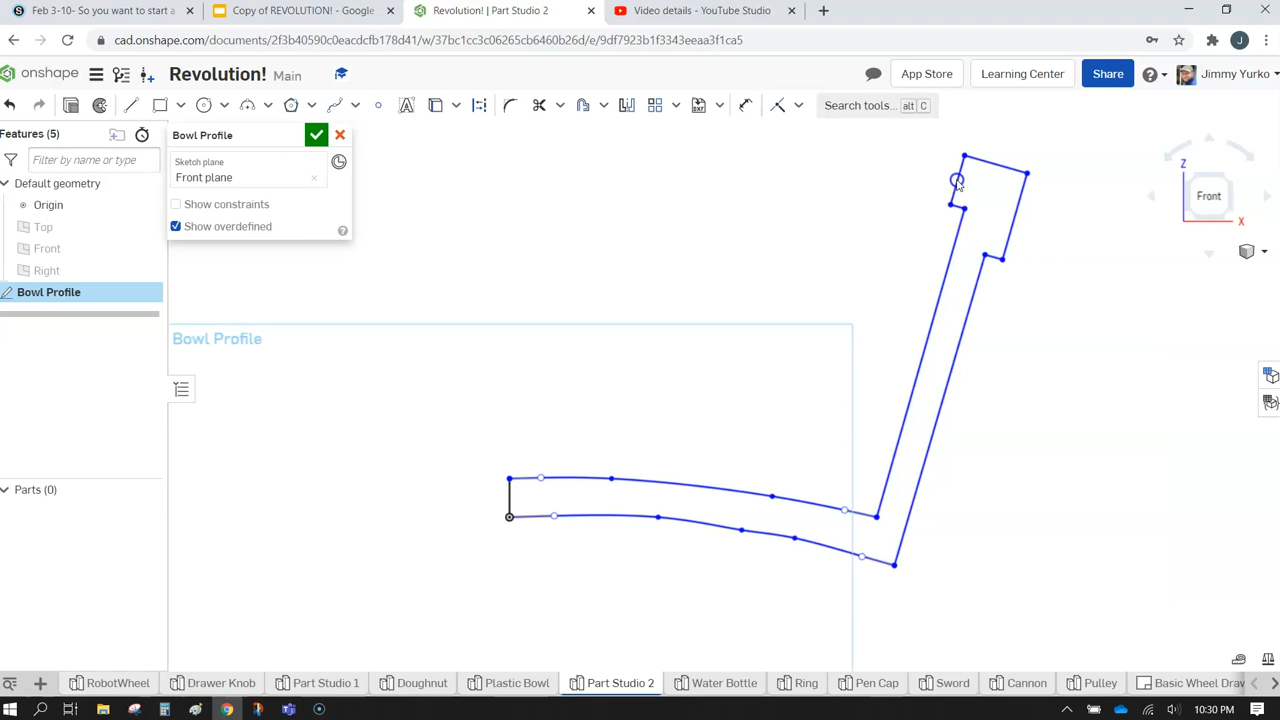 Feb 3-10- So you want to start a
Copy of REVOLUTION! - Google
Revolution! | Part Studio 2
Video details - YouTube Studio
cad.onshape.com/documents/2f3b40590c0eacdcfb178d41/w/37bc1cc3c06265cb6460b26d/e/9df7923b1f3343eea3f1ca5
onshape
Revolution! Main
App Store
Learning Center
Share
Jimmy Yurko
Search tools... alt C
Features (5)
Filter by name or type
Default geometry
Origin
Top
Front
Right
Bowl Profile
Parts (0)
Bowl Profile
Sketch plane
Front plane
Show constraints
Show overdefined
Bowl Profile
Z
Front
X
RobotWheel
Drawer Knob
Part Studio 1
Doughnut
Plastic Bowl
Part Studio 2
Water Bottle
Ring
Pen Cap
Sword
Cannon
Pulley
Basic Wheel Draw
10:30 PM